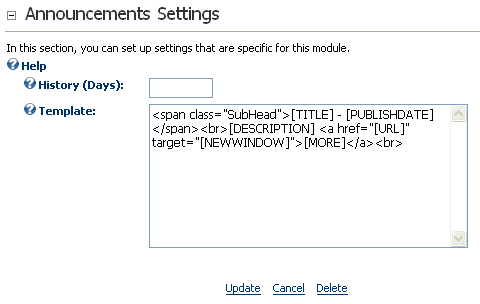 Announcements Settings
In this section, you can set up settings that are specific for this module.
Help
History (Days):
Template:
<span class="SubHead">[TITLE] - [PUBLISHDATE]
</span><br>[DESCRIPTION] <a href="[URL]"
target="[NEWWINDOW]">[MORE]</a><br>
Update Cancel Delete